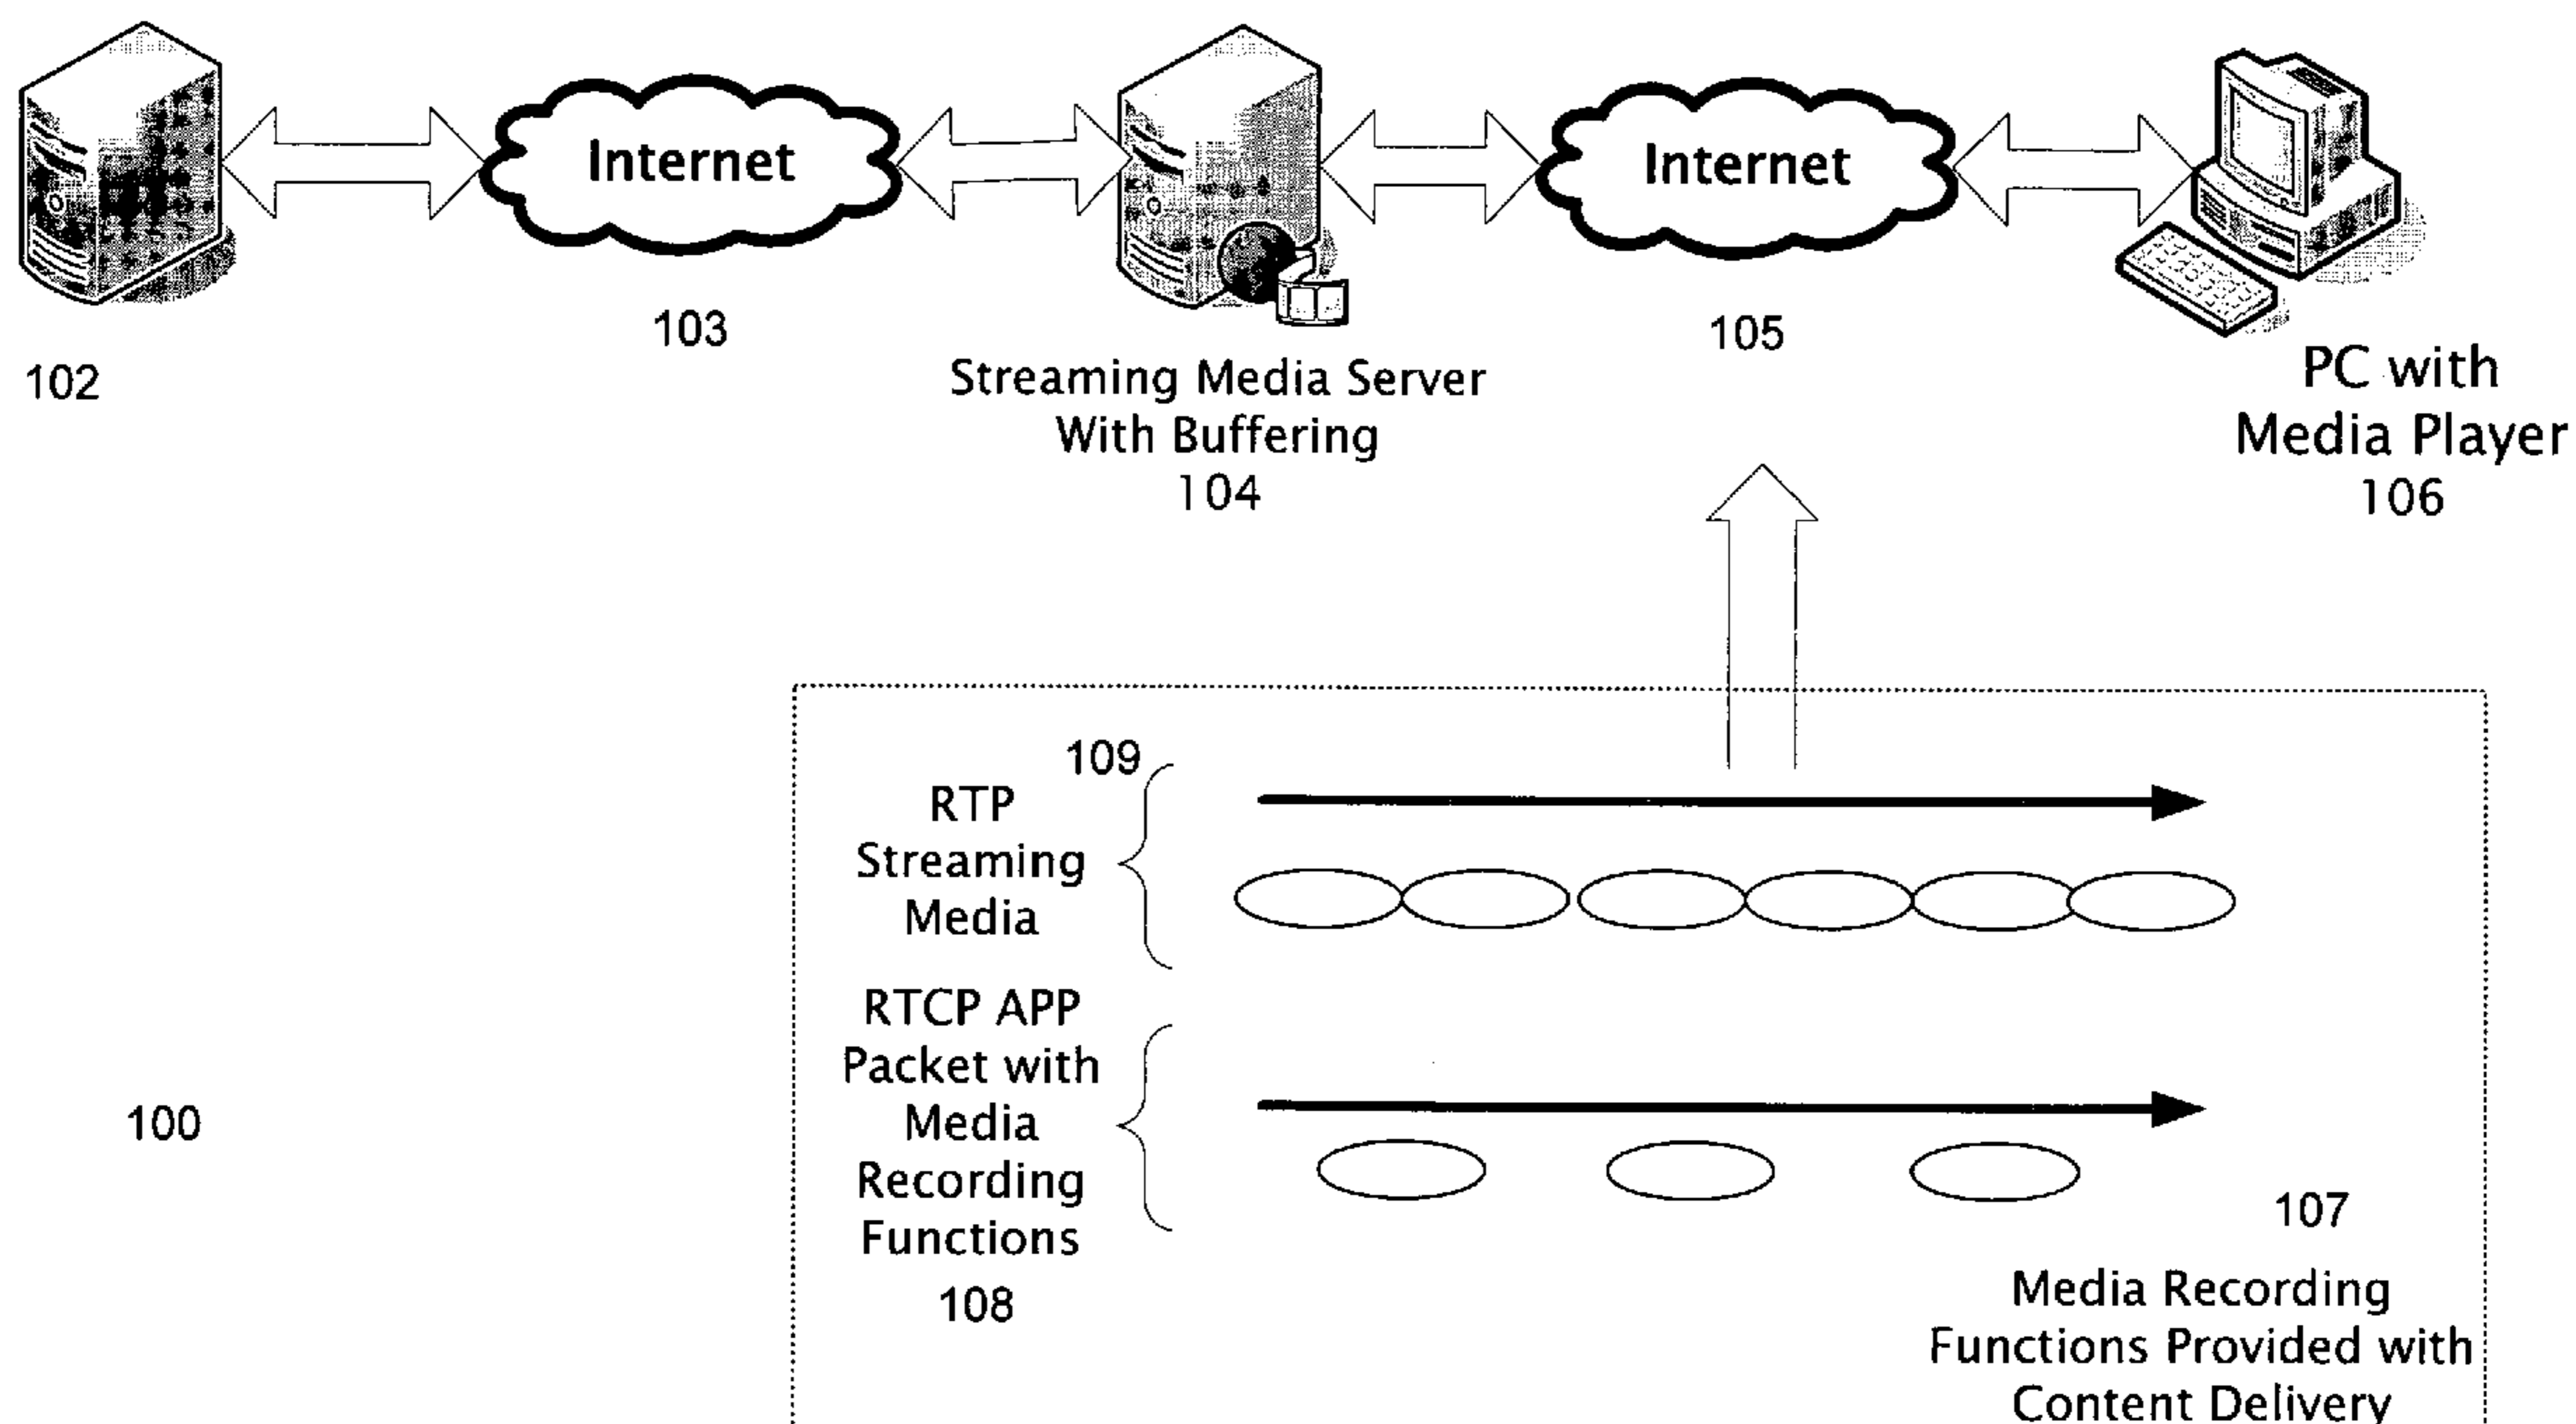 Internet
Internet
103
105
102
Streaming Media Server
With Buffering
104
PC with
Media Player
106
109
RTP
Streaming
Media
RTCP APP
Packet with
Media
Recording
Functions
108
100
107
Media Recording
Functions Provided with
Content Delivery